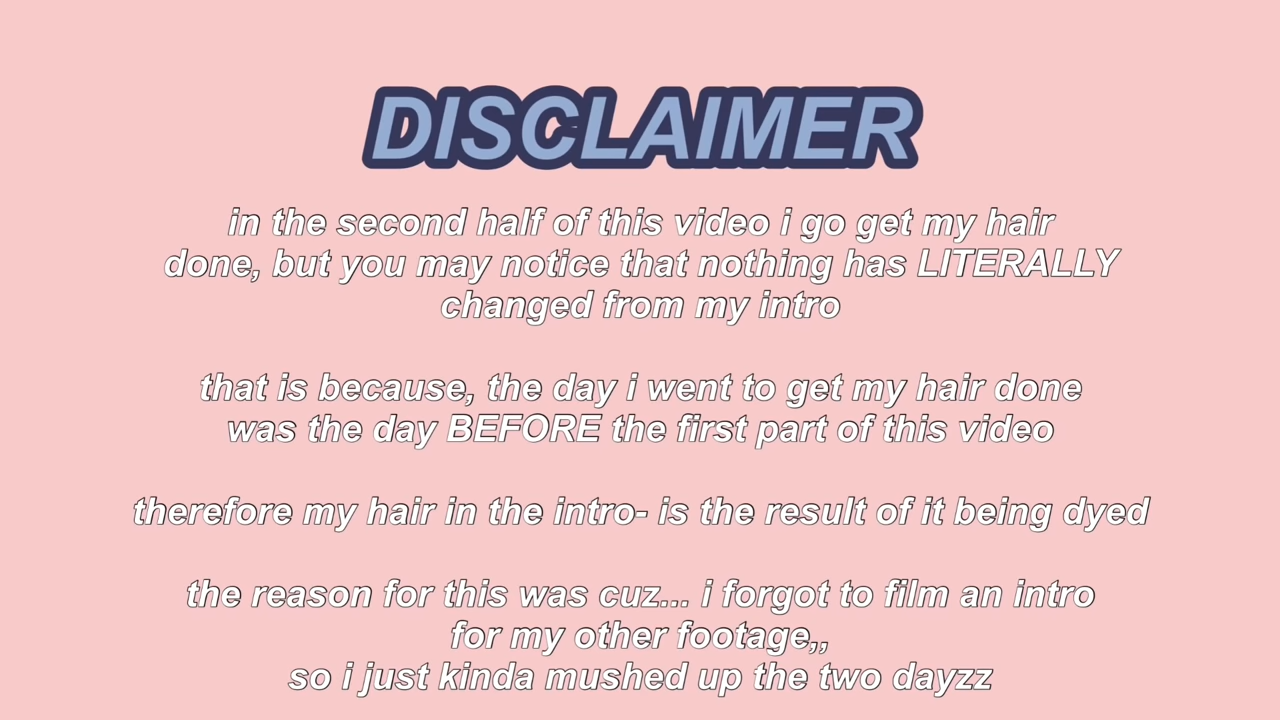 DISCLAIMER
in the second half of this video i go get my hair
done, but you may notice that nothing has LITERALLY
changed from my intro
that is because, the day i went to get my hair done
was the day BEFORE the first part of this video
therefore my hair in the intro- is the result of it being dyed
the reason for this was cuz... i forgot to film an intro
for my other footage,,
so i just kinda mushed up the two dayzz